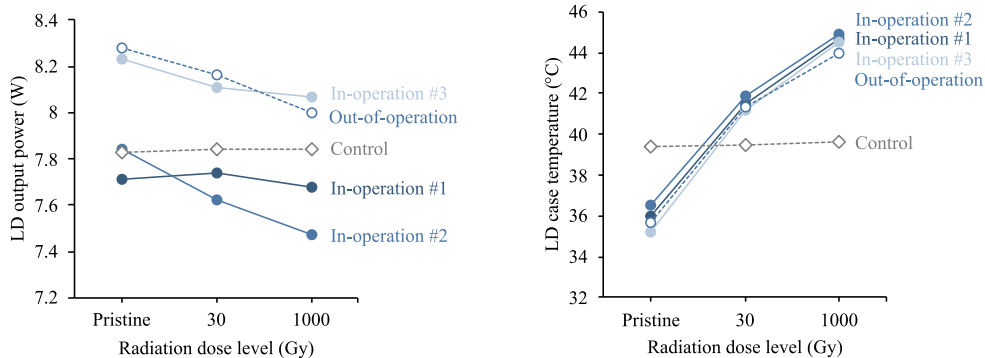 LD output power (W)
8.4
8.2
8
7.8
7.6
7.4
7.2
In-operation #3
Out-of-operation
Control
In-operation #1
In-operation #2
Pristine 30 1000
Radiation dose level (Gy)
LD case temperature (°C)
46
44
42
40
38
36
34
32
In-operation #2
In-operation #1
In-operation #3
Out-of-operation
Control
Pristine 30 1000
Radiation dose level (Gy)